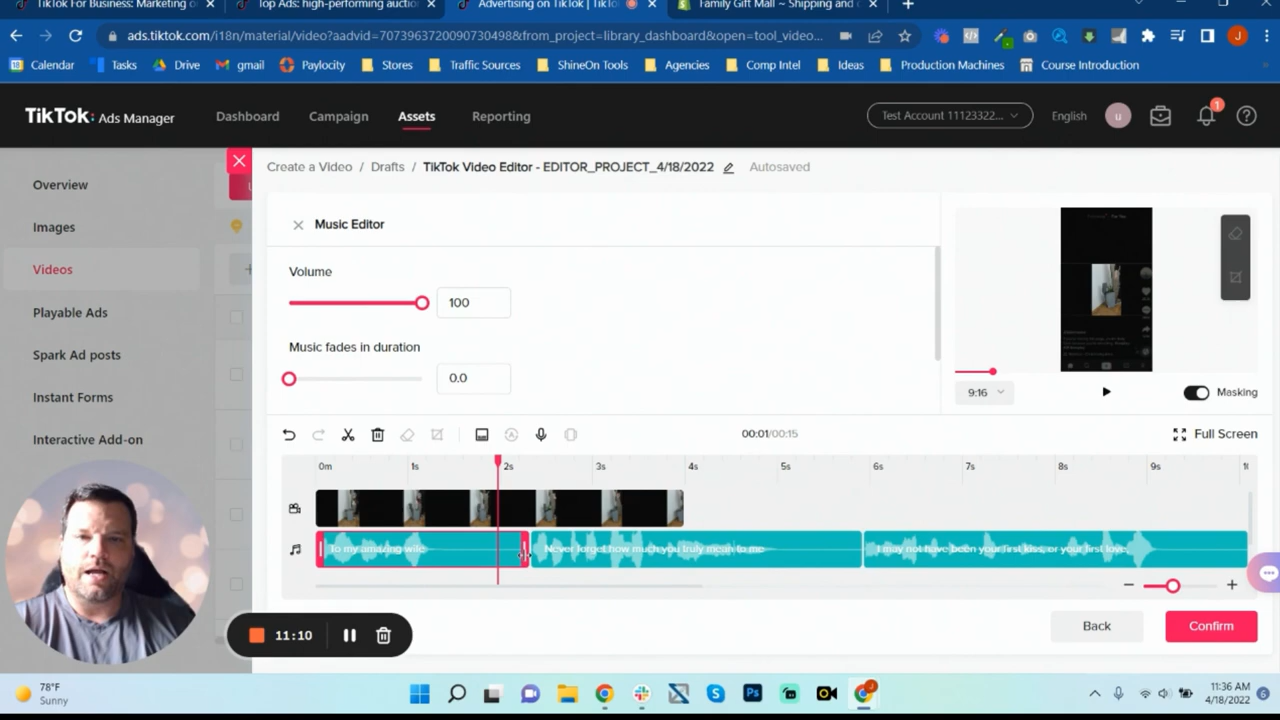 TikTok For Business: Marketing o
Top Ads: high-performing auctio
Advertising on TikTok | TikTo
Family Gift Mall ~ Shipping and
ads.tiktok.com/i18n/material/video?aadvid=7073963720090730498&from_project=library_dashboard&open=tool_video...
Calendar Tasks Drive gmail Paylocity Stores Traffic Sources ShineOn Tools Agencies Comp Intel Ideas Production Machines Course Introduction
TikTok: Ads Manager Dashboard Campaign Assets Reporting Test Account 11123322... English u 1
Overview
Images
Videos
Playable Ads
Spark Ad posts
Instant Forms
Interactive Add-on
Create a Video / Drafts / TikTok Video Editor - EDITOR_PROJECT_4/18/2022 Autosaved
Music Editor
Volume
100
Music fades in duration
0.0
9:16 Masking
00:01/00:15 Full Screen
0m 1s 2s 3s 4s 5s 6s 7s 8s 9s
To my amazing wife
Never forget how much you truly mean to me
I may not have been your first kiss, or your first love,
11:10
Back Confirm
78°F
Sunny
11:36 AM
4/18/2022
6